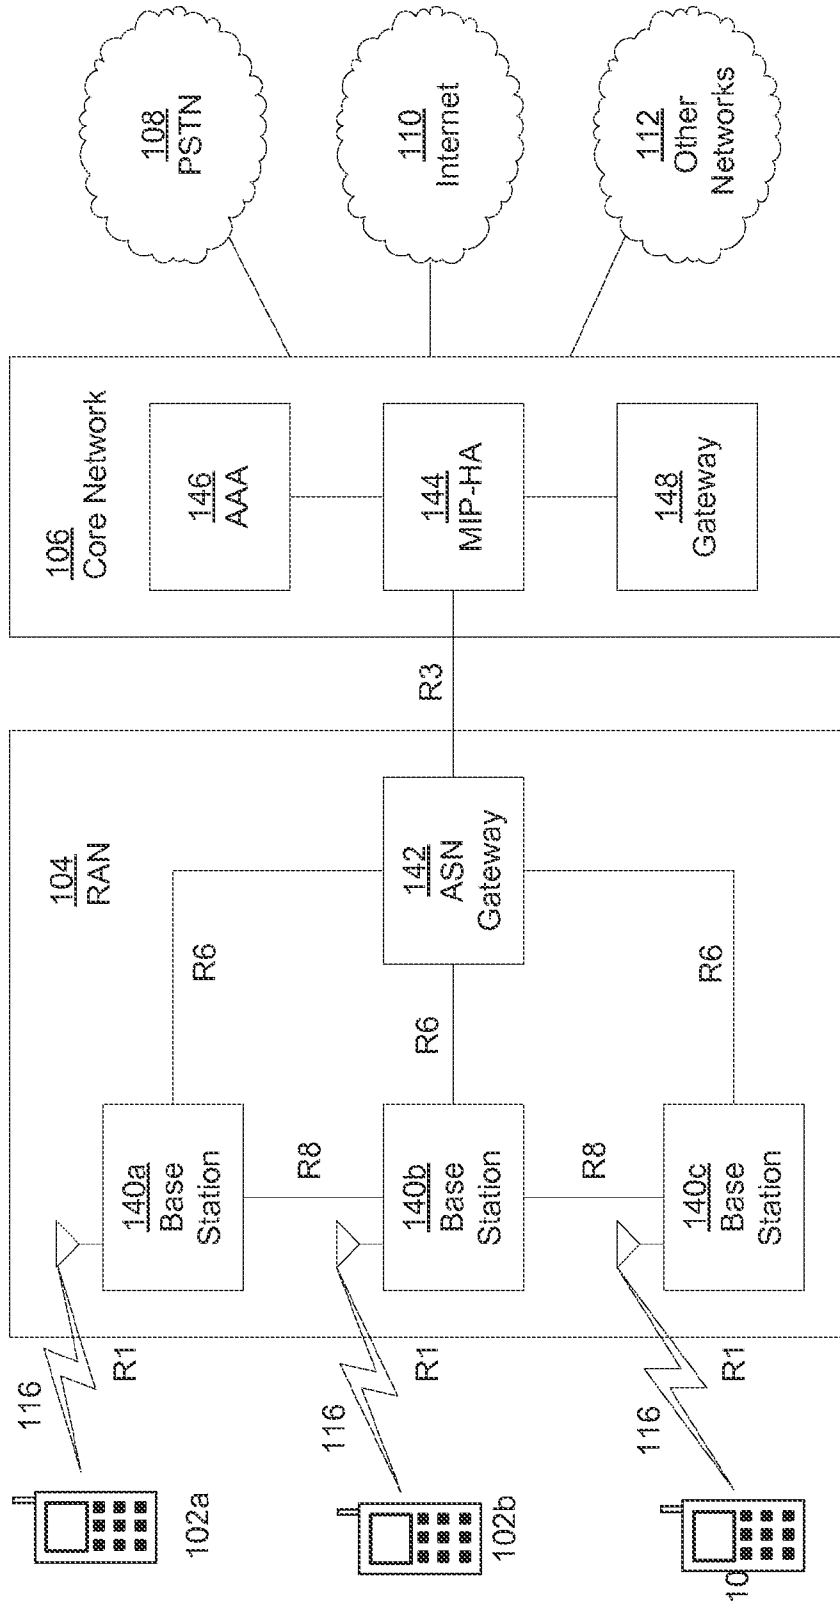 102a
116
R1
102b
116
R1
10
116
R1
104
RAN
140a
Base
Station
R8
140b
Base
Station
R8
140c
Base
Station
R6
R6
R6
142
ASN
Gateway
R3
106
Core Network
146
AAA
144
MIP-HA
148
Gateway
108
PSTN
110
Internet
112
Other
Networks